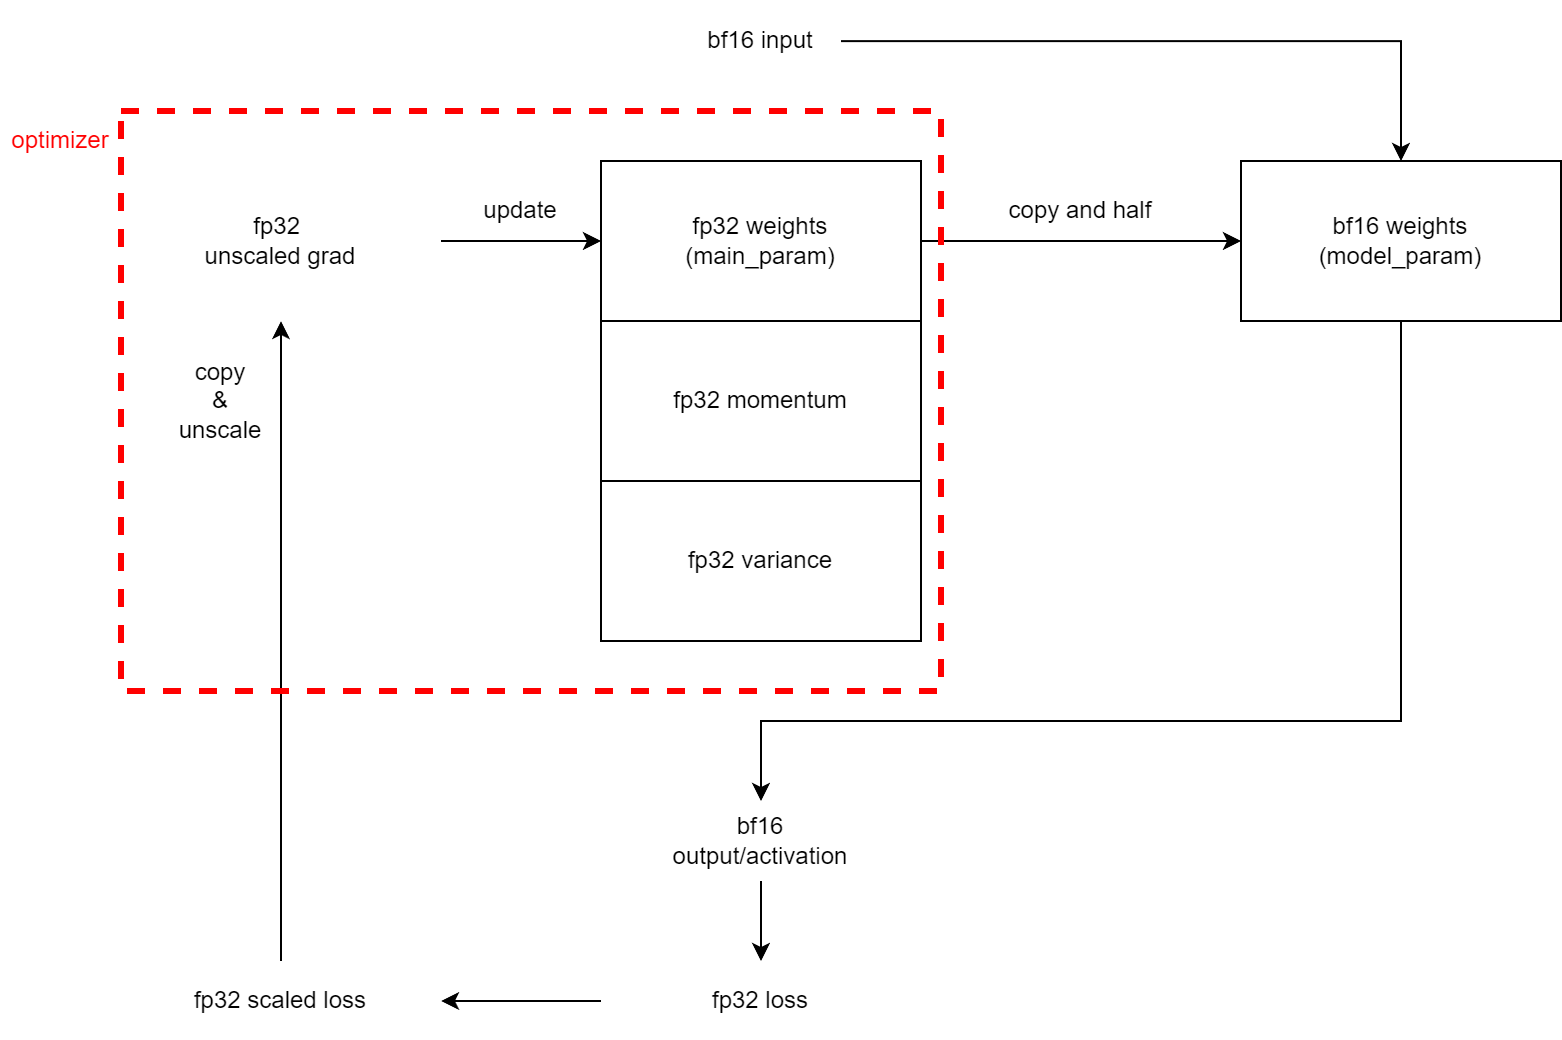 bf16 input
optimizer
fp32
unscaled grad
update
fp32 weights
(main_param)
copy and half
bf16 weights
(model_param)
copy
&
unscale
fp32 momentum
fp32 variance
bf16
output/activation
fp32 scaled loss
fp32 loss